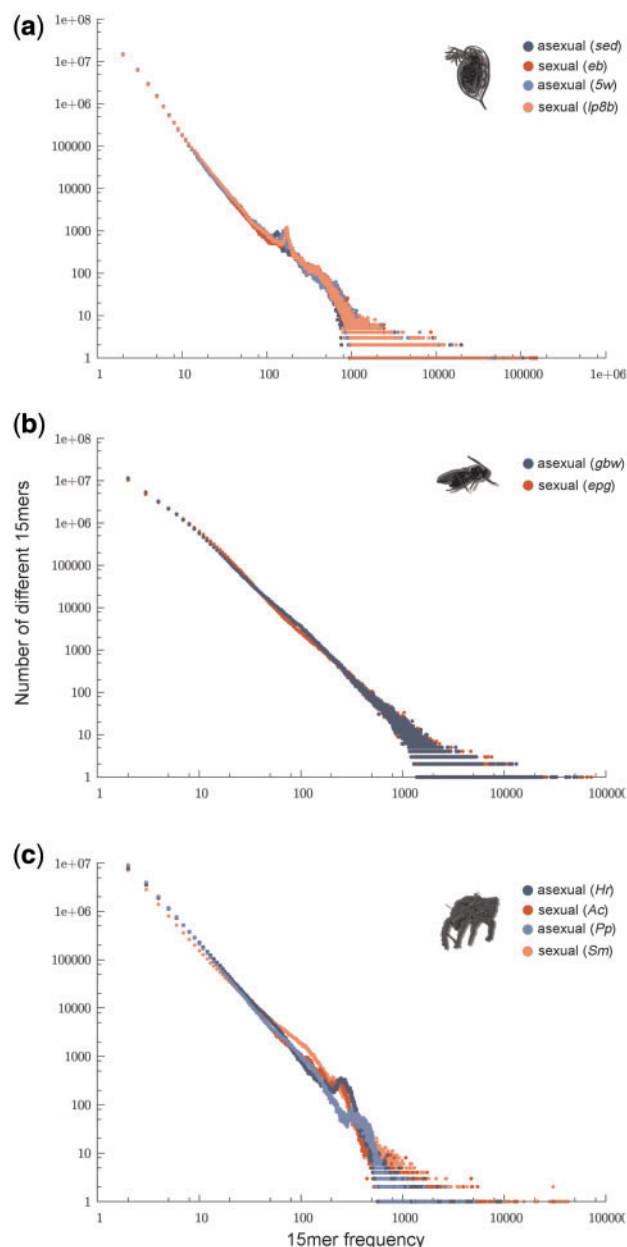 (a)
asexual (sed)
sexual (eb)
asexual (5w)
sexual (lp8b)
1e+08
1e+07
1e+06
100000
10000
1000
100
10
1
1 10 100 1000 10000 100000 1e+06
(b)
asexual (gbw)
sexual (epg)
1e+08
1e+07
1e+06
100000
10000
1000
100
10
1
1 10 100 1000 10000 100000
Number of different 15mers
(c)
asexual (Hr)
sexual (Ac)
asexual (Pp)
sexual (Sm)
1e+07
1e+06
100000
10000
1000
100
10
1
1 10 100 1000 10000 100000
15mer frequency